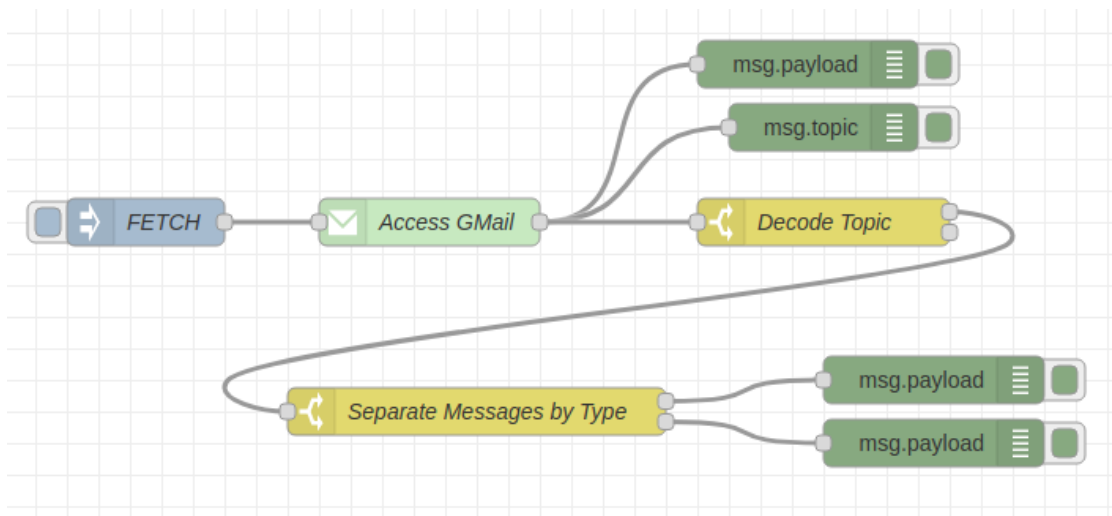 msg.payload
msg.topic
FETCH
Access GMail
Decode Topic
Separate Messages by Type
msg.payload
msg.payload